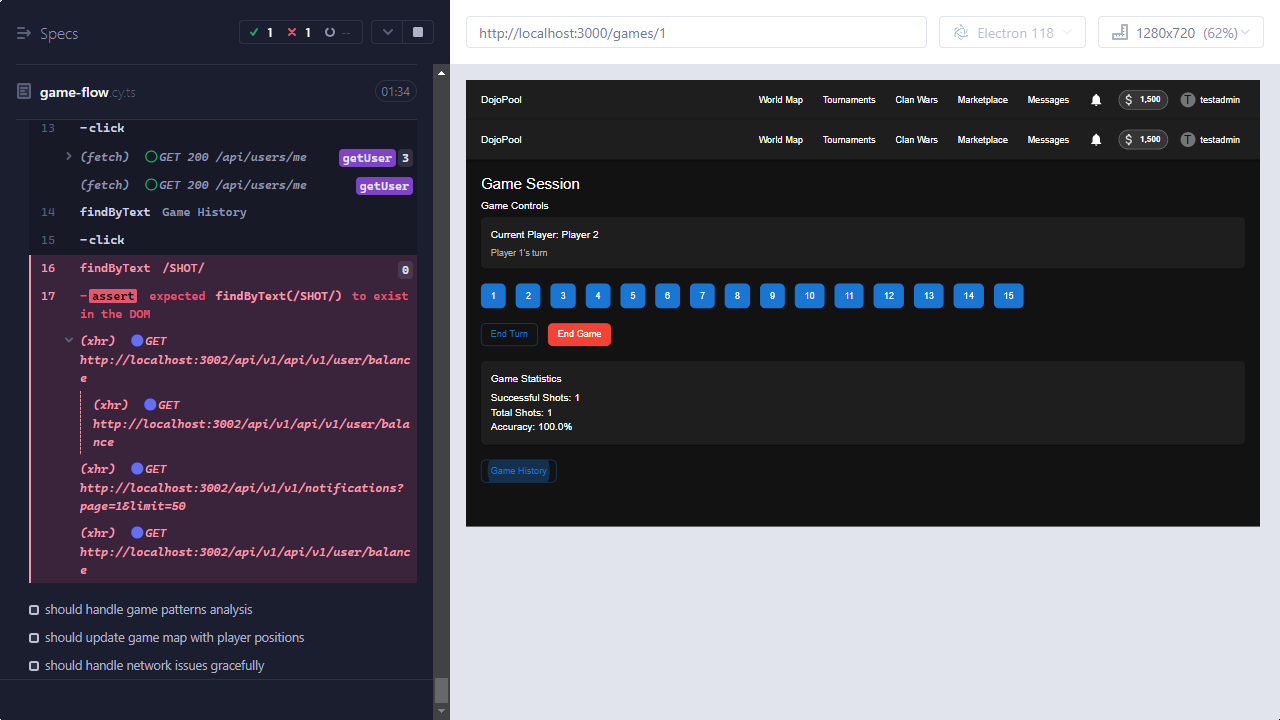 Specs
1 1 --
game-flow.cy.ts 01:34
13 -click
(fetch) GET 200 /api/users/me getUser 3
(fetch) GET 200 /api/users/me getUser
14 findByText Game History
15 -click
16 findByText /SHOT/ 0
17 -assert expected findByText(/SHOT/) to exist
in the DOM
(xhr) GET
http://localhost:3002/api/v1/api/v1/user/balanc
e
(xhr) GET
http://localhost:3002/api/v1/api/v1/user/bala
nce
(xhr) GET
http://localhost:3002/api/v1/v1/notifications?
page=1&limit=50
(xhr) GET
http://localhost:3002/api/v1/api/v1/user/balanc
e
should handle game patterns analysis
should update game map with player positions
should handle network issues gracefully
http://localhost:3000/games/1
Electron 118
1280x720 (62%)
DojoPool World Map Tournaments Clan Wars Marketplace Messages $ 1,500 T testadmin
DojoPool World Map Tournaments Clan Wars Marketplace Messages $ 1,500 T testadmin
Game Session
Game Controls
Current Player: Player 2
Player 1's turn
1 2 3 4 5 6 7 8 9 10 11 12 13 14 15
End Turn End Game
Game Statistics
Successful Shots: 1
Total Shots: 1
Accuracy: 100.0%
Game History